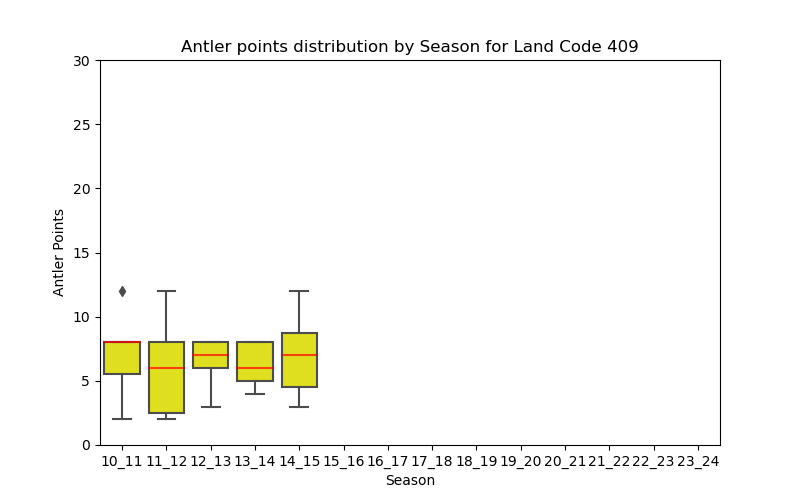 Antler points distribution by Season for Land Code 409
30
25
20
15
10
5
0
Antler Points
10_11 11_12 12_13 13_14 14_15 15_16 16_17 17_18 18_19 19_20 20_21 21_22 22_23 23_24
Season